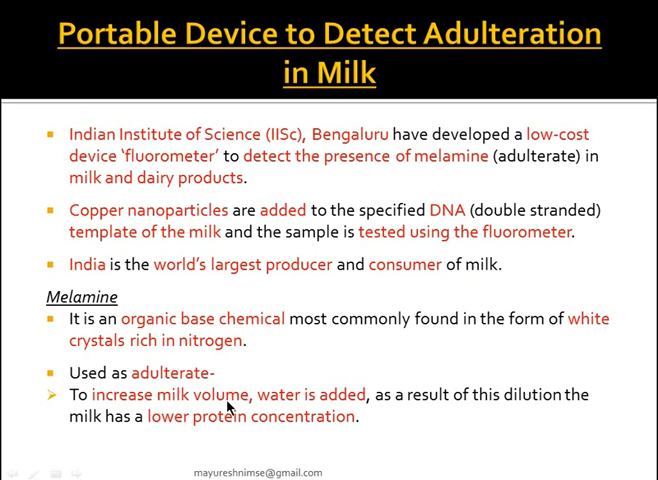 Portable Device to Detect Adulteration
in Milk
Indian Institute of Science (IISc), Bengaluru have developed a low-cost
device ‘fluorometer’ to detect the presence of melamine (adulterate) in
milk and dairy products.
Copper nanoparticles are added to the specified DNA (double stranded)
template of the milk and the sample is tested using the fluorometer.
India is the world’s largest producer and consumer of milk.
Melamine
It is an organic base chemical most commonly found in the form of white
crystals rich in nitrogen.
Used as adulterate-
To increase milk volume, water is added, as a result of this dilution the
milk has a lower protein concentration.
mayureshnimse@gmail.com